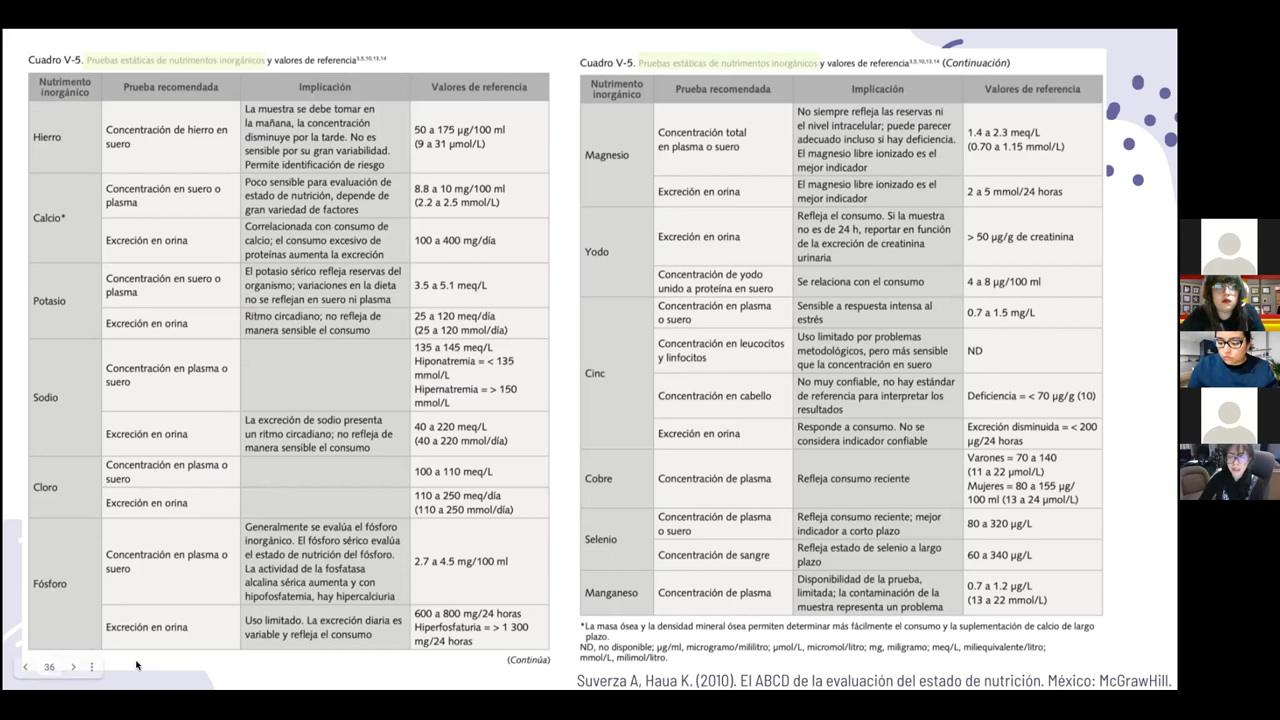 Cuadro V-5. Pruebas estáticas de nutrimentos inorgánicos y valores de referencia3,5,10,13,14
Nutrimento
inorgánico
Prueba recomendada
Implicación
Valores de referencia
Hierro
Concentración de hierro en
suero
La muestra se debe tomar en
la mañana, la concentración
disminuye por la tarde. No es
sensible por su gran variabilidad.
Permite identificación de riesgo
50 a 175 µg/100 ml
(9 a 31 µmol/L)
Calcio*
Concentración en suero o
plasma
Poco sensible para evaluación de
estado de nutrición, depende de
gran variedad de factores
8.8 a 10 mg/100 ml
(2.2 a 2.5 mmol/L)
Excreción en orina
Correlacionada con consumo de
calcio; el consumo excesivo de
proteínas aumenta la excreción
100 a 400 mg/día
Potasio
Concentración en suero o
plasma
El potasio sérico refleja reservas del
organismo; variaciones en la dieta
no se reflejan en suero ni plasma
3.5 a 5.1 meq/L
Excreción en orina
Ritmo circadiano; no refleja de
manera sensible el consumo
25 a 120 meq/día
(25 a 120 mmol/día)
Sodio
Concentración en plasma o
suero
135 a 145 meq/L
Hiponatremia = < 135
mmol/L
Hipernatremia = > 150
mmol/L
Excreción en orina
La excreción de sodio presenta
un ritmo circadiano; no refleja de
manera sensible el consumo
40 a 220 meq/L
(40 a 220 mmol/día)
Cloro
Concentración en plasma o
suero
100 a 110 meq/L
Excreción en orina
110 a 250 meq/día
(110 a 250 mmol/día)
Fósforo
Concentración en plasma o
suero
Generalmente se evalúa el fósforo
inorgánico. El fósforo sérico evalúa
el estado de nutrición del fósforo.
La actividad de la fosfatasa
alcalina sérica aumenta y con
hipofosfatemia, hay hipercalciuria
2.7 a 4.5 mg/100 ml
Excreción en orina
Uso limitado. La excreción diaria es
variable y refleja el consumo
600 a 800 mg/24 horas
Hiperfosfaturia = > 1 300
mg/24 horas
(Continúa)
36
Cuadro V-5. Pruebas estáticas de nutrimentos inorgánicos y valores de referencia3,5,10,13,14 (Continuación)
Nutrimento
inorgánico
Prueba recomendada
Implicación
Valores de referencia
Magnesio
Concentración total
en plasma o suero
No siempre refleja las reservas ni
el nivel intracelular; puede parecer
adecuado incluso si hay deficiencia.
El magnesio libre ionizado es el
mejor indicador
1.4 a 2.3 meq/L
(0.70 a 1.15 mmol/L)
Excreción en orina
El magnesio libre ionizado es el
mejor indicador
2 a 5 mmol/24 horas
Yodo
Excreción en orina
Refleja el consumo. Si la muestra
no es de 24 h, reportar en función
de la excreción de creatinina
urinaria
> 50 µg/g de creatinina
Concentración de yodo
unido a proteína en suero
Se relaciona con el consumo
4 a 8 µg/100 ml
Cinc
Concentración en plasma
o suero
Sensible a respuesta intensa al
estrés
0.7 a 1.5 mg/L
Concentración en leucocitos
y linfocitos
Uso limitado por problemas
metodológicos, pero más sensible
que la concentración en suero
ND
Concentración en cabello
No muy confiable, no hay estándar
de referencia para interpretar los
resultados
Deficiencia = < 70 µg/g (10)
Excreción en orina
Responde a consumo. No se
considera indicador confiable
Excreción disminuida = < 200
µg/24 horas
Cobre
Concentración de plasma
Refleja consumo reciente
Varones = 70 a 140
(11 a 22 µmol/L)
Mujeres = 80 a 155 µg/
100 ml (13 a 24 µmol/L)
Selenio
Concentración de plasma
o suero
Refleja consumo reciente; mejor
indicador a corto plazo
80 a 320 µg/L
Concentración de sangre
Refleja estado de selenio a largo
plazo
60 a 340 µg/L
Manganeso
Concentración de plasma
Disponibilidad de la prueba,
limitada; la contaminación de la
muestra representa un problema
0.7 a 1.2 µg/L
(13 a 22 mmol/L)
*La masa ósea y la densidad mineral ósea permiten determinar más fácilmente el consumo y la suplementación de calcio de largo
plazo.
ND, no disponible; µg/ml, microgramo/mililitro; µmol/L, micromol/litro; mg, miligramo; meq/L, miliequivalente/litro;
mmol/L, milimol/litro.
Suverza A, Haua K. (2010). El ABCD de la evaluación del estado de nutrición. México: McGrawHill.